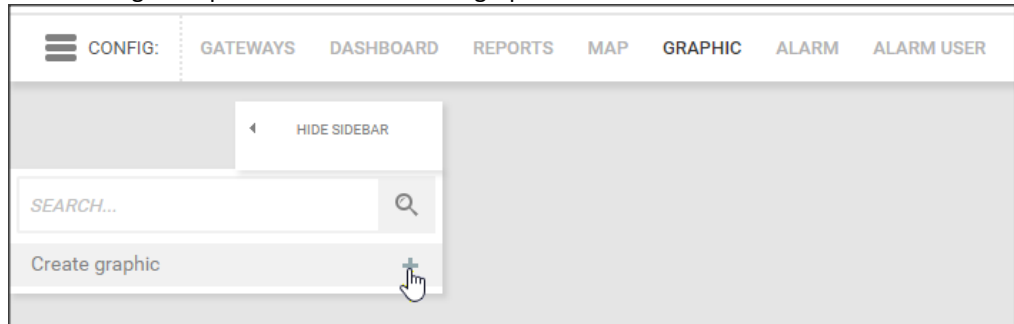 CONFIG: GATEWAYS DASHBOARD REPORTS MAP GRAPHIC ALARM ALARM USER
HIDE SIDEBAR
SEARCH...
Create graphic +